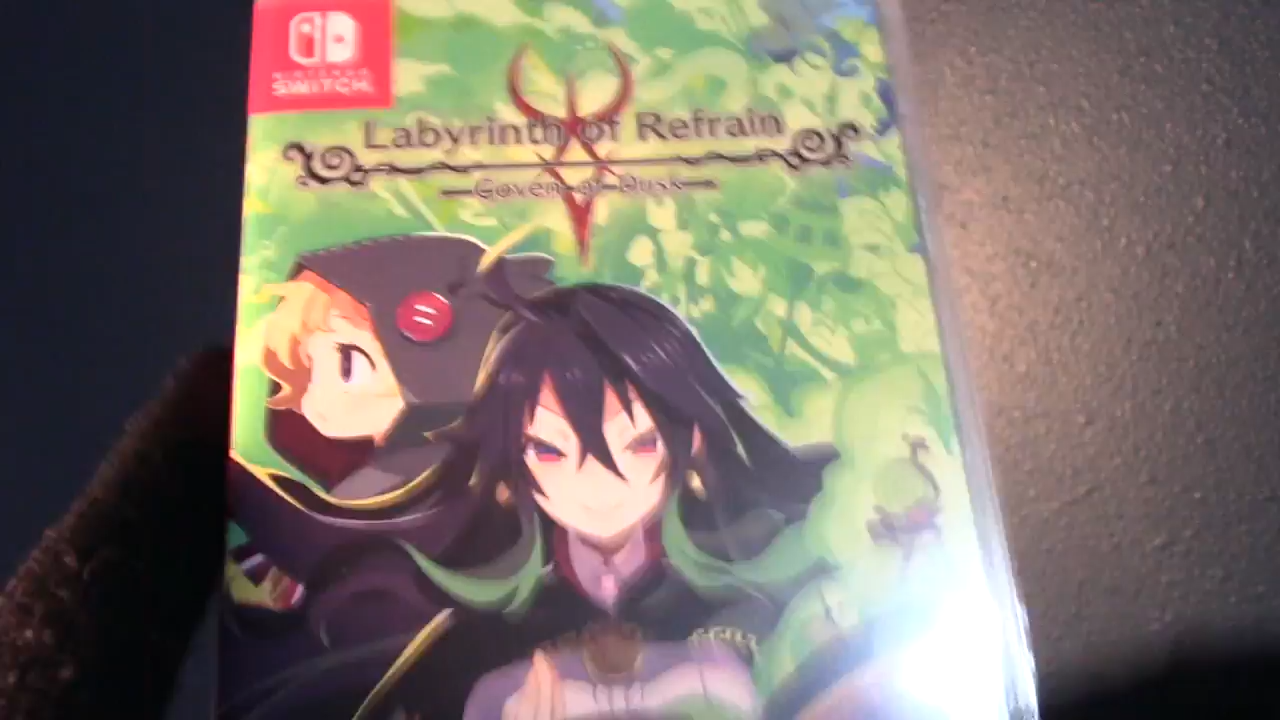 NINTENDO
SWITCH
Labyrinth of Refrain
Coven of Dusk